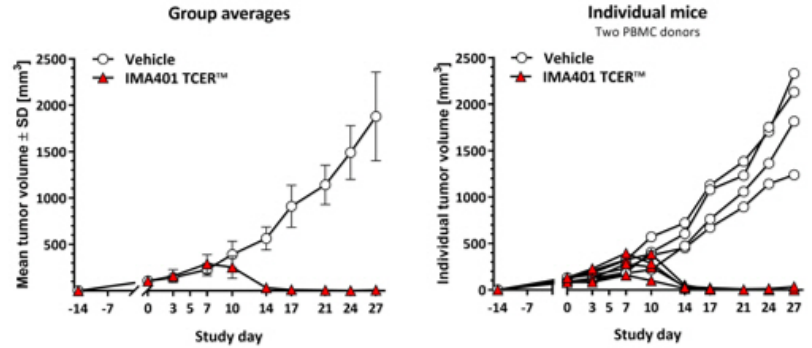 Group averages
Vehicle
IMA401 TCER™
Mean tumor volume ± SD [mm³]
2500
2000
1500
1000
500
-14 -7 0 3 5 7 10 14 17 21 24 27
Study day
Individual mice
Two PBMC donors
Vehicle
IMA401 TCER™
Individual tumor volume [mm³]
2500
2000
1500
1000
500
0
-14 -7 0 3 5 7 10 14 17 21 24 27
Study day